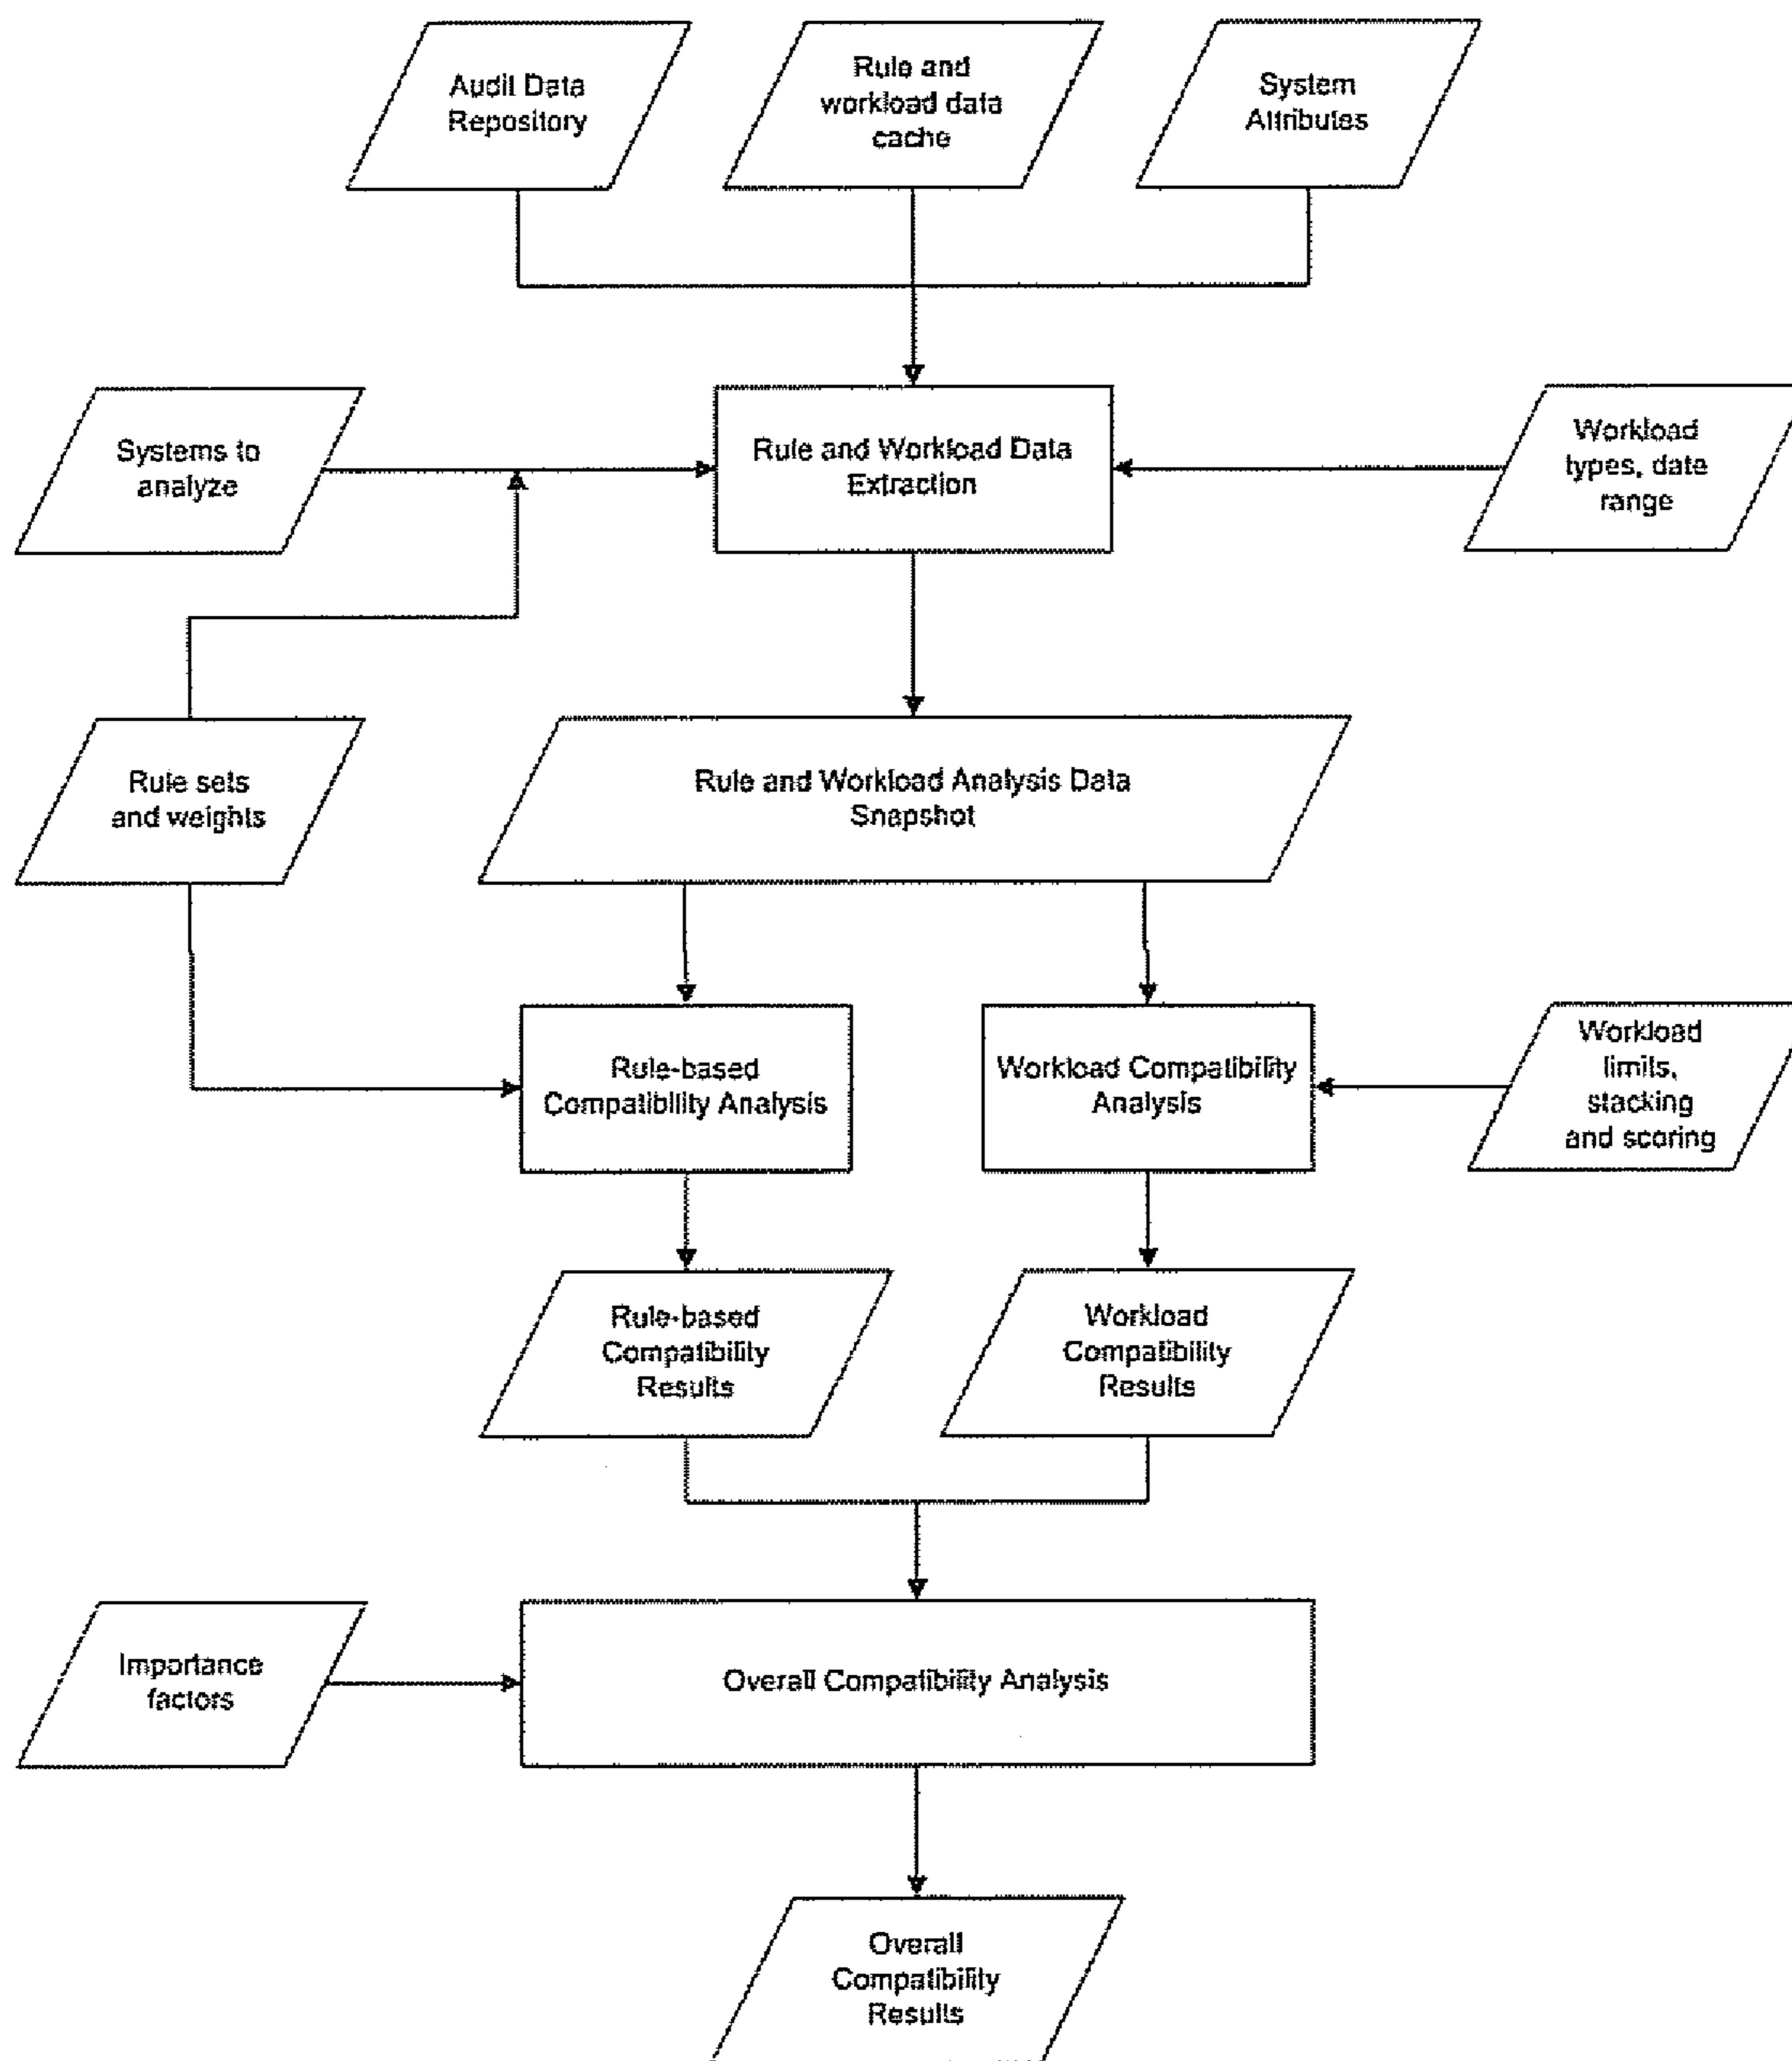 Audit Data
Repository
Rule and
workload data
cache
System
Attributes
Systems to
analyze
Rule and Workload Data
Extraction
Workload
types, date
range
Rule sets
and weights
Rule and Workload Analysis Data
Snapshot
Rule-based
Compatibility Analysis
Workload Compatibility
Analysis
Workload
limits,
stacking
and scoring
Rule-based
Compatibility
Results
Workload
Compatibility
Results
Importance
factors
Overall Compatibility Analysis
Overall
Compatibility
Results